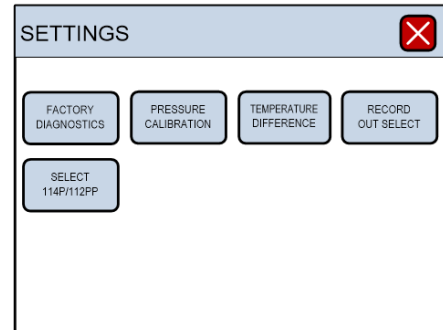 SETTINGS
FACTORY
DIAGNOSTICS
PRESSURE
CALIBRATION
TEMPERATURE
DIFFERENCE
RECORD
OUT SELECT
SELECT
114P/112PP